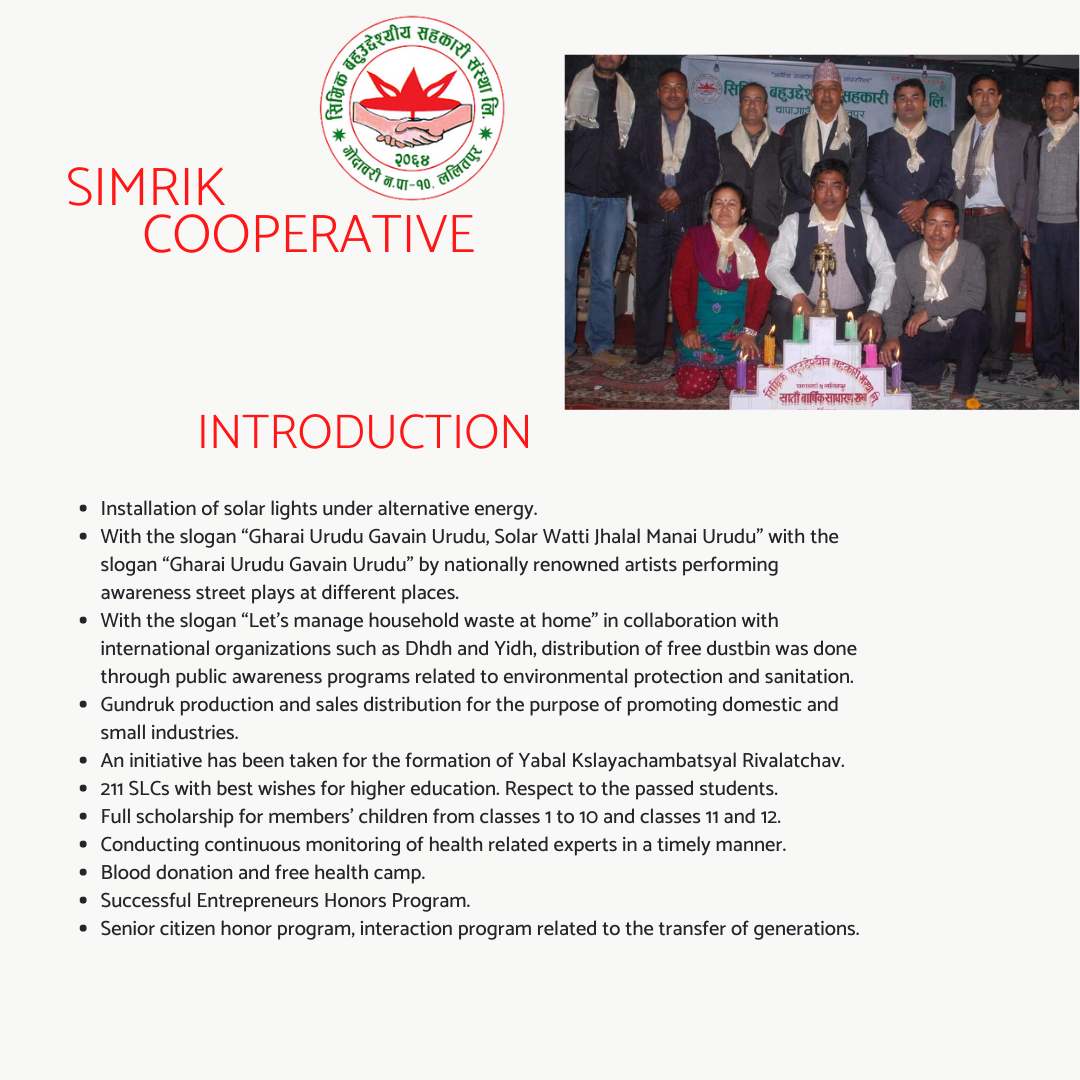 सिम्रिक बहुउद्देश्यीय सहकारी संस्था लि.
२०६४
गोदावरी न.पा-१०. ललितपुर
SIMRIK
COOPERATIVE
बहुउद्देश सहकारी लि.
सातौं बार्षिक साधारण सभा
INTRODUCTION
• Installation of solar lights under alternative energy.
• With the slogan “Gharai Urudu Gavain Urudu, Solar Watti Jhalal Manai Urudu” with the
slogan “Gharai Urudu Gavain Urudu” by nationally renowned artists performing
awareness street plays at different places.
• With the slogan “Let’s manage household waste at home” in collaboration with
international organizations such as Dhdh and Yidh, distribution of free dustbin was done
through public awareness programs related to environmental protection and sanitation.
• Gundruk production and sales distribution for the purpose of promoting domestic and
small industries.
• An initiative has been taken for the formation of Yabal Kslayachambatsyal Rivalatchav.
• 211 SLCs with best wishes for higher education. Respect to the passed students.
• Full scholarship for members’ children from classes 1 to 10 and classes 11 and 12.
• Conducting continuous monitoring of health related experts in a timely manner.
• Blood donation and free health camp.
• Successful Entrepreneurs Honors Program.
• Senior citizen honor program, interaction program related to the transfer of generations.